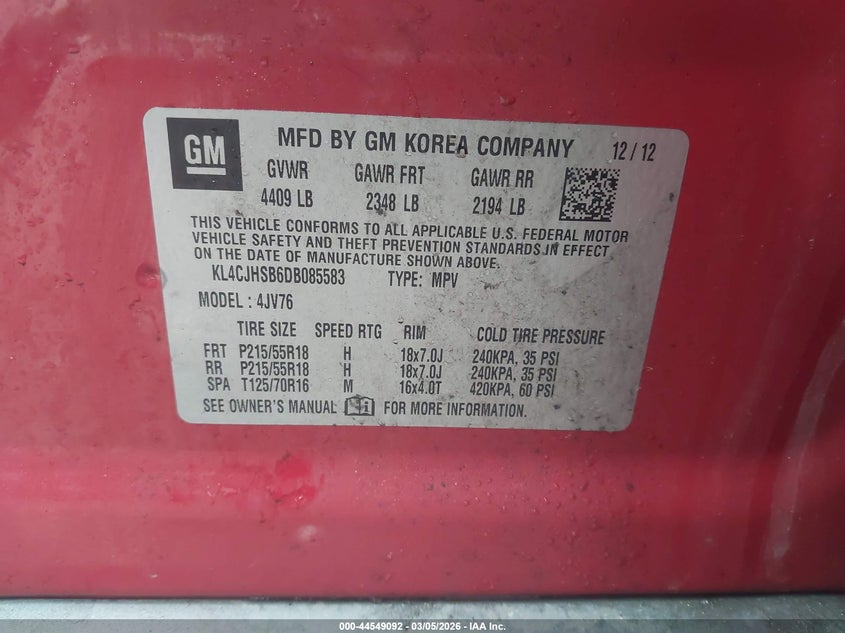 GM
MFD BY GM KOREA COMPANY 12 / 12
GVWR GAWR FRT GAWR RR
4409 LB 2348 LB 2194 LB
THIS VEHICLE CONFORMS TO ALL APPLICABLE U.S. FEDERAL MOTOR
VEHICLE SAFETY AND THEFT PREVENTION STANDARDS IN EFFECT
ON THE DATE OF MANUFACTURE SHOWN ABOVE.
KL4CJHSB6DB085583 TYPE: MPV
MODEL : 4JV76
TIRE SIZE SPEED RTG RIM COLD TIRE PRESSURE
FRT P215/55R18 H 18x7.0J 240KPA, 35 PSI
RR P215/55R18 H 18x7.0J 240KPA, 35 PSI
SPA T125/70R16 M 16x4.0T 420KPA, 60 PSI
SEE OWNER'S MANUAL FOR MORE INFORMATION.
000-44549092 - 03/05/2026 - IAA Inc.